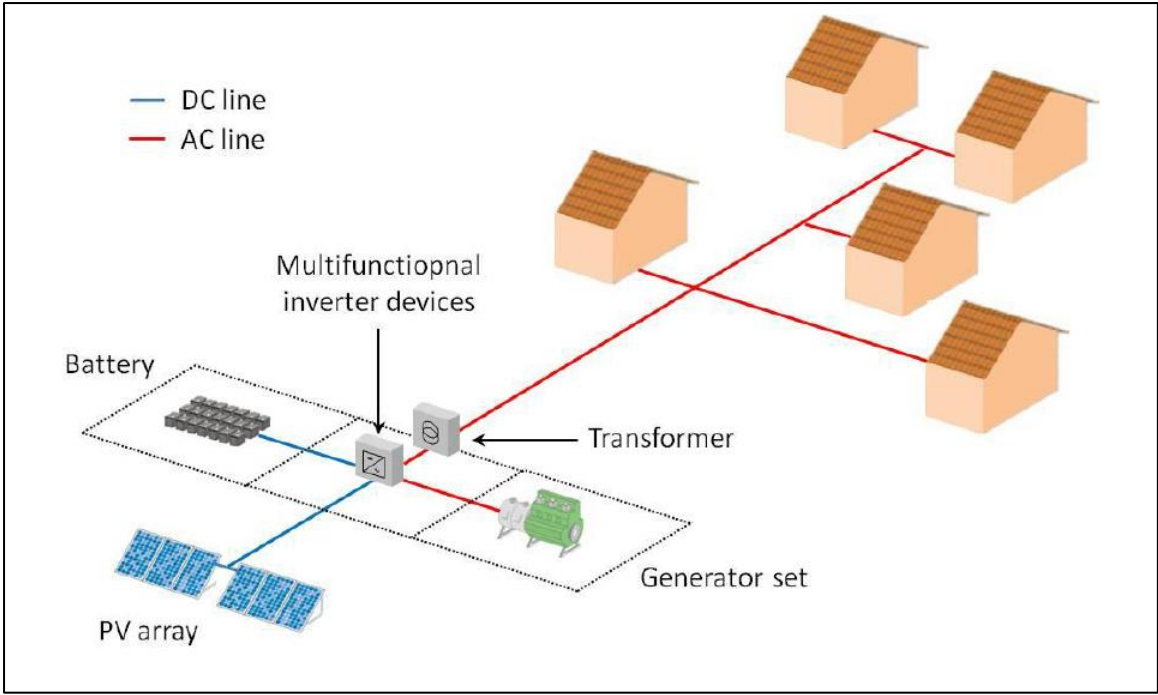 DC line
AC line
Multifunctiopnal
inverter devices
Battery
Transformer
Generator set
PV array